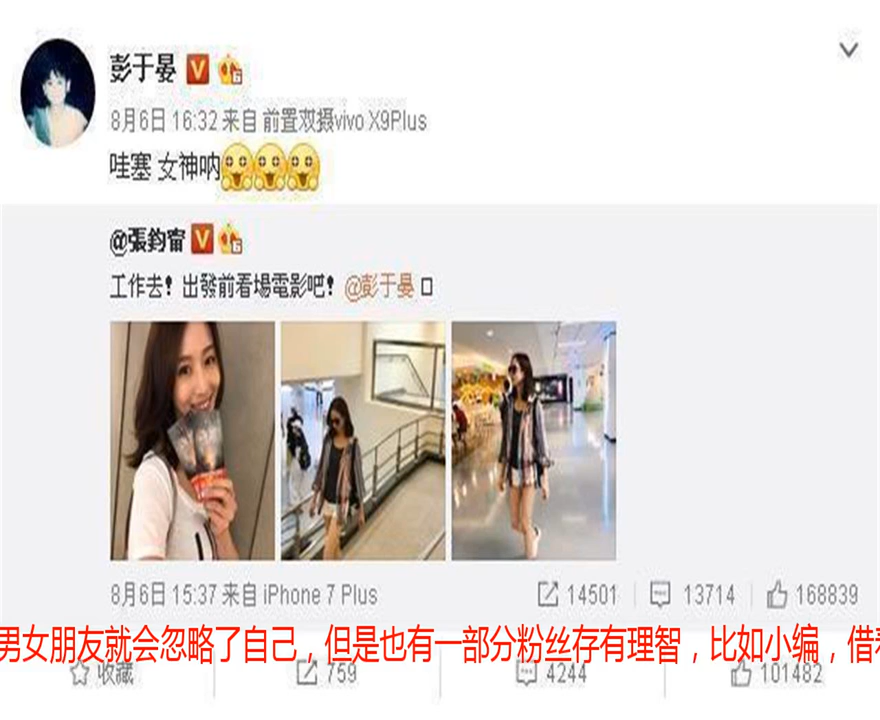 彭于晏
8月6日 16:32 来自 前置双摄vivo X9Plus
哇塞 女神呐
@張鈞甯
工作去！出發前看場電影吧！@彭于晏
8月6日 15:37 来自 iPhone 7 Plus 14501 13714 168839
男女朋友就会忽略了自己，但是也有一部分粉丝存有理智，比如小编，借
收藏 759 4244 101482